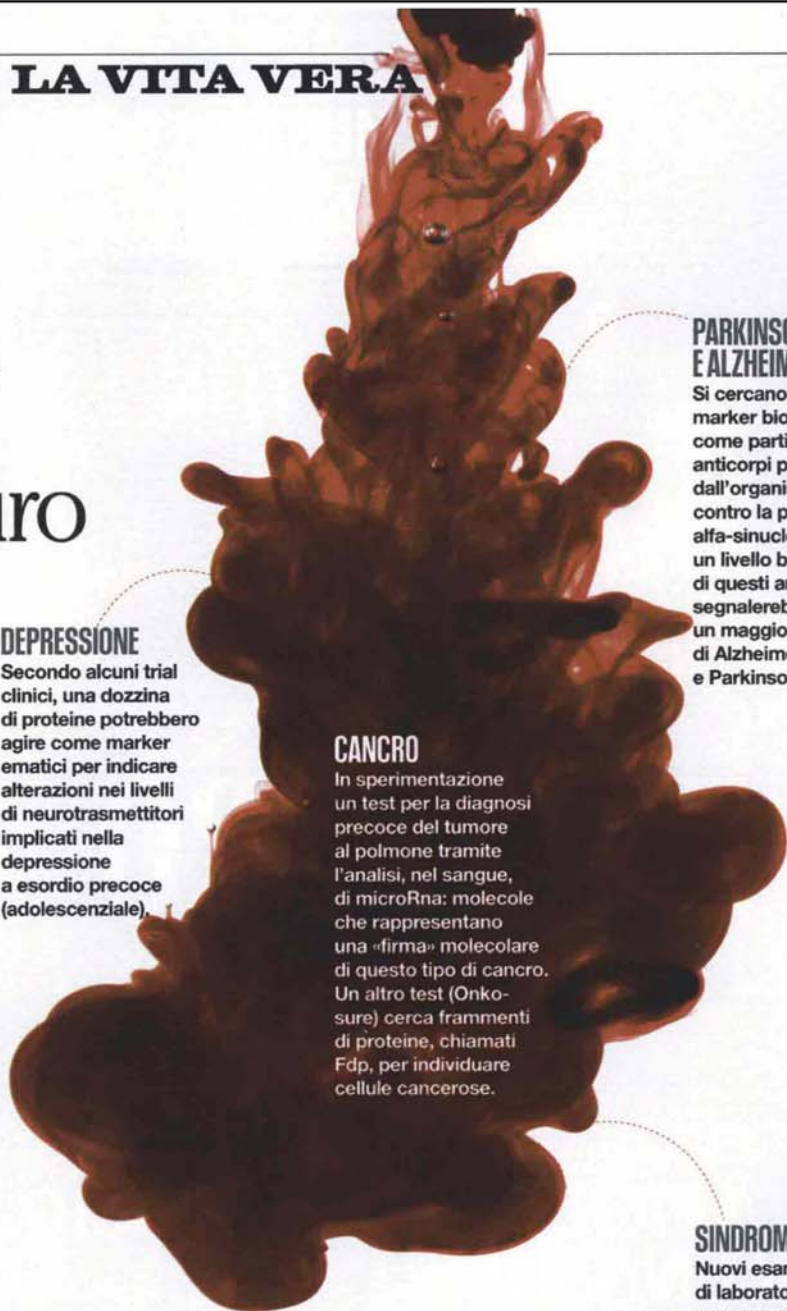 LA VITA VERA
uro
DEPRESSIONE
Secondo alcuni trial
clinici, una dozzina
di proteine potrebbero
agire come marker
ematici per indicare
alterazioni nei livelli
di neurotrasmettitori
implicati nella
depressione
a esordio precoce
(adolescenziale).
CANCRO
In sperimentazione
un test per la diagnosi
precoce del tumore
al polmone tramite
l'analisi, nel sangue,
di microRna: molecole
che rappresentano
una «firma» molecolare
di questo tipo di cancro.
Un altro test (Onko-
sure) cerca frammenti
di proteine, chiamati
Fdp, per individuare
cellule cancerose.
PARKINSO
E ALZHEIM
Si cercano
marker bio
come parti
anticorpi p
dall'organi
contro la p
alfa-sinucl
un livello b
di questi a
segnalereb
un maggio
di Alzheim
e Parkinso
SINDROM
Nuovi esar
di laborato